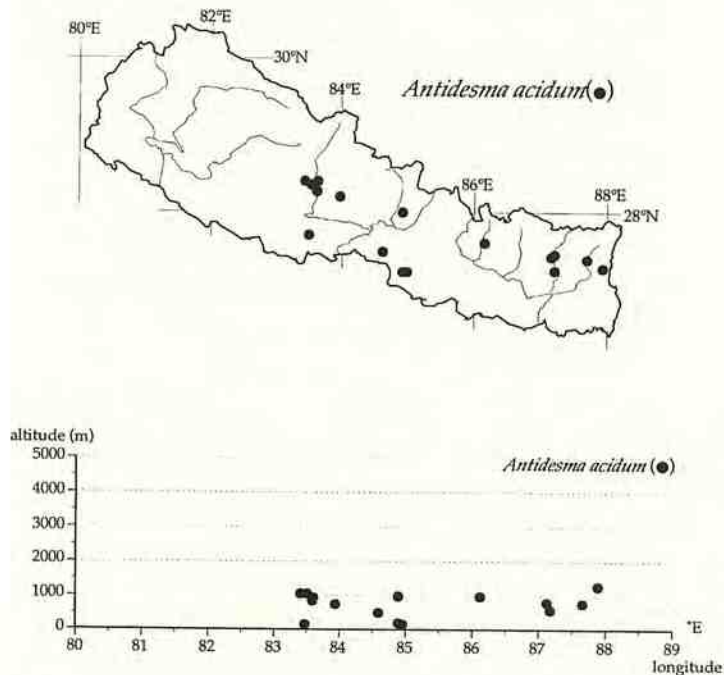 82°E
80°E
30°N
84°E
Antidesma acidum (●)
86°E
88°E
28°N
altitude (m)
5000
Antidesma acidum (●)
4000
3000
2000
1000
0
°E
80 81 82 83 84 85 86 87 88 89
longitude